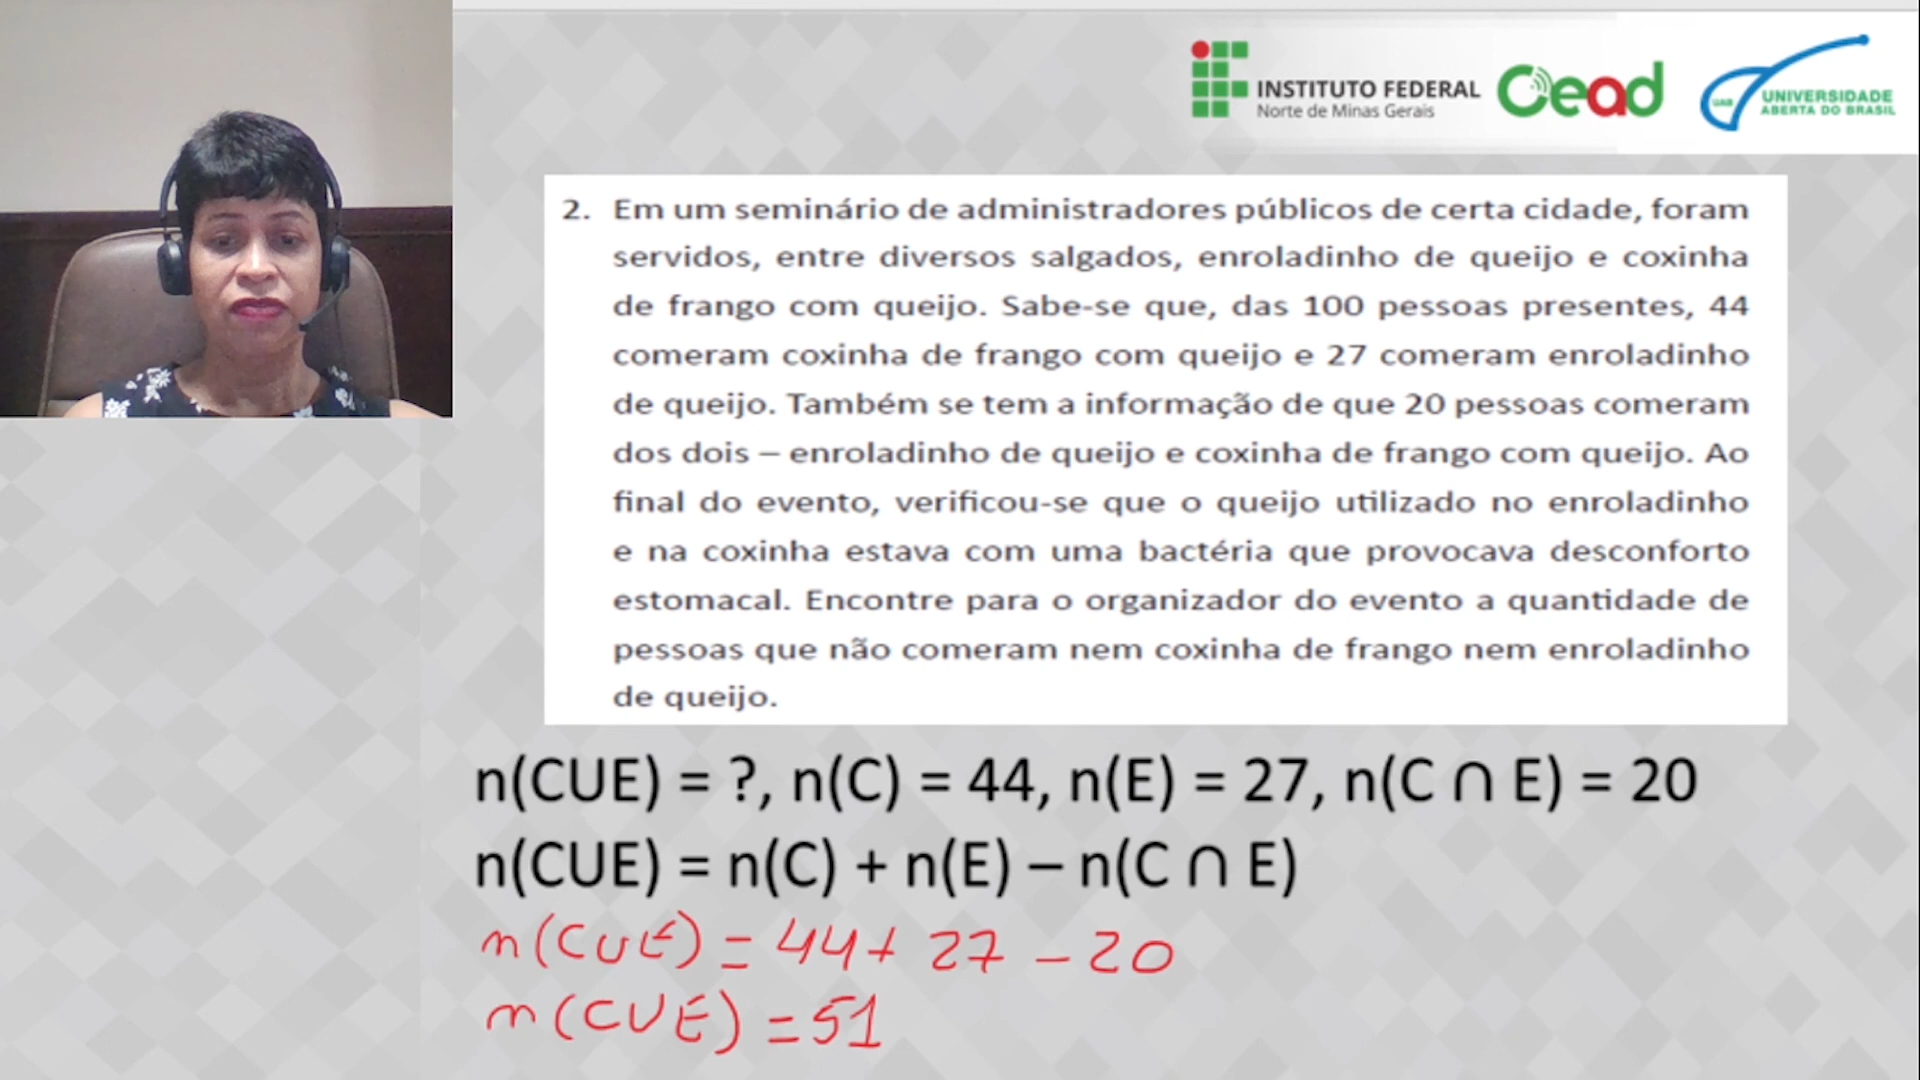 INSTITUTO FEDERAL
Norte de Minas Gerais
Cead
UAB
UNIVERSIDADE
ABERTA DO BRASIL
2. Em um seminário de administradores públicos de certa cidade, foram
servidos, entre diversos salgados, enroladinho de queijo e coxinha
de frango com queijo. Sabe-se que, das 100 pessoas presentes, 44
comeram coxinha de frango com queijo e 27 comeram enroladinho
de queijo. Também se tem a informação de que 20 pessoas comeram
dos dois – enroladinho de queijo e coxinha de frango com queijo. Ao
final do evento, verificou-se que o queijo utilizado no enroladinho
e na coxinha estava com uma bactéria que provocava desconforto
estomacal. Encontre para o organizador do evento a quantidade de
pessoas que não comeram nem coxinha de frango nem enroladinho
de queijo.
n(CUE) = ?, n(C) = 44, n(E) = 27, n(C ∩ E) = 20
n(CUE) = n(C) + n(E) – n(C ∩ E)
n(CUE) = 44 + 27 - 20
n(CUE) = 51